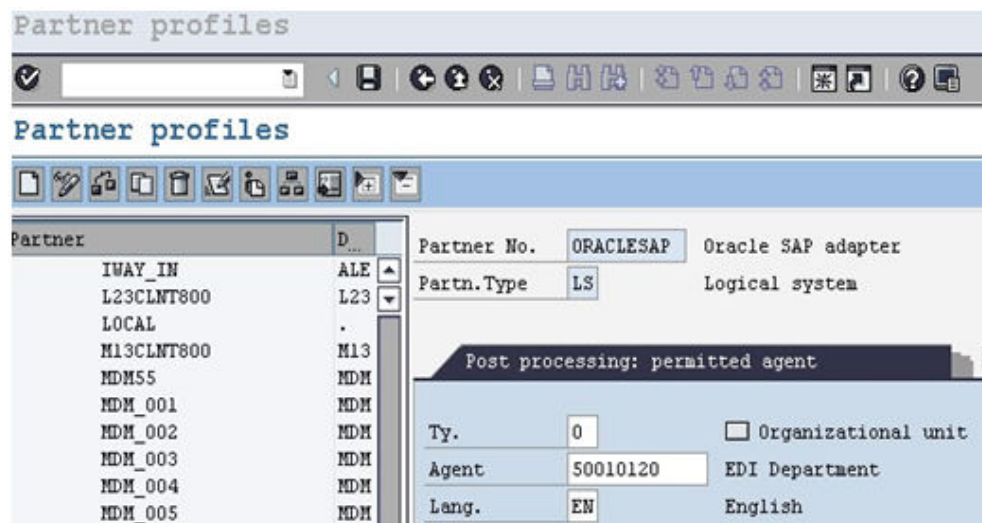 Partner profiles
Partner profiles
Partner D...
IWAY_IN ALE
L23CLNT800 L23
LOCAL .
M13CLNT800 M13
MDM55 MDM
MDM_001 MDM
MDM_002 MDM
MDM_003 MDM
MDM_004 MDM
MDM_005 MDM
Partner No. ORACLESAP Oracle SAP adapter
Partn.Type LS Logical system
Post processing: permitted agent
Ty. O Organizational unit
Agent 50010120 EDI Department
Lang. EN English